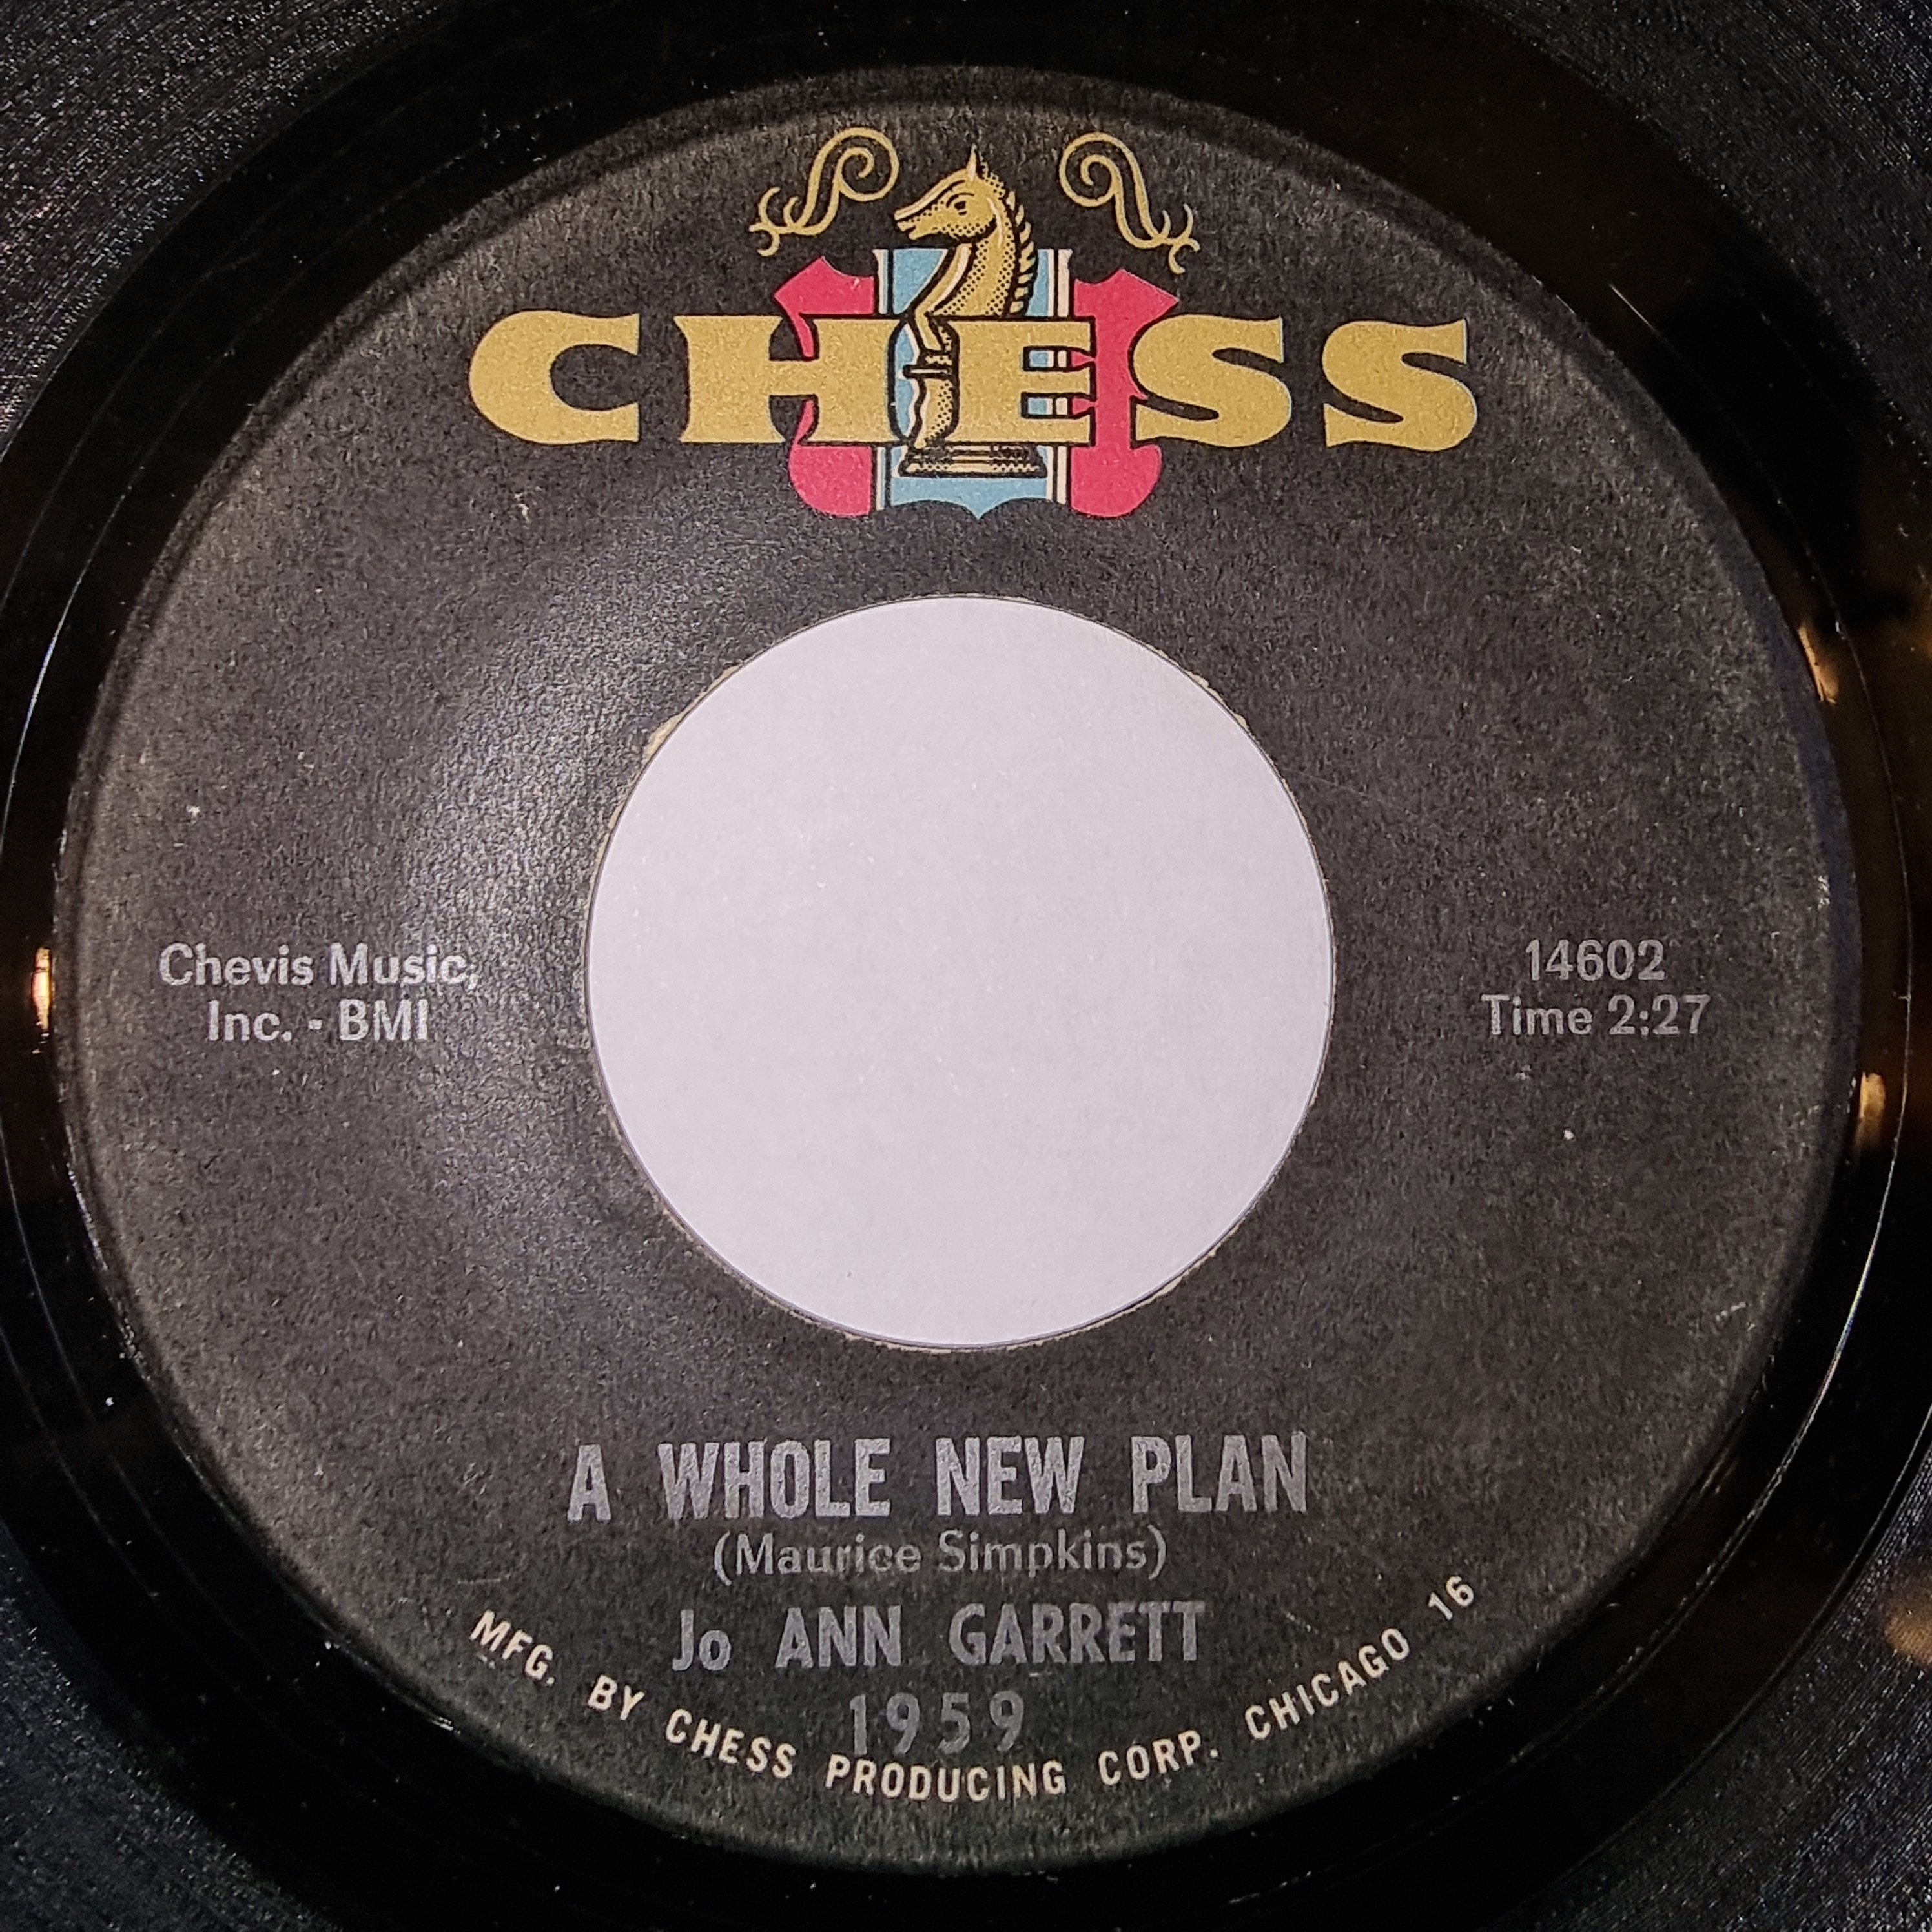 CHESS
Chevis Music,
Inc. - BMI
14602
Time 2:27
A WHOLE NEW PLAN
(Maurice Simpkins)
Jo ANN GARRETT
1959
MFG. BY CHESS PRODUCING CORP. CHICAGO 16